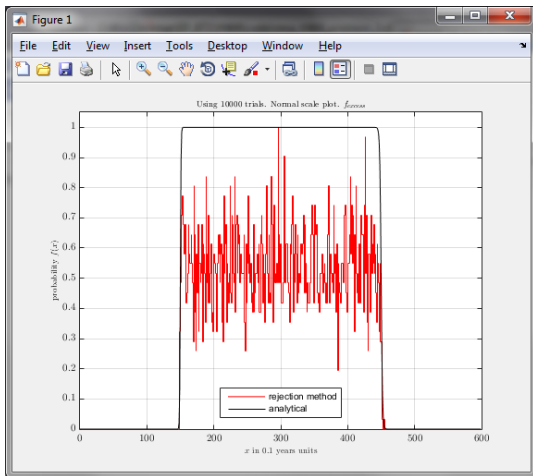 Figure 1
File Edit View Insert Tools Desktop Window Help
Using 10000 trials. Normal scale plot. f_excess
1
0.9
0.8
0.7
0.6
0.5
0.4
0.3
0.2
0.1
0
probability f(x)
rejection method
analytical
0 100 200 300 400 500 600
x in 0.1 years units